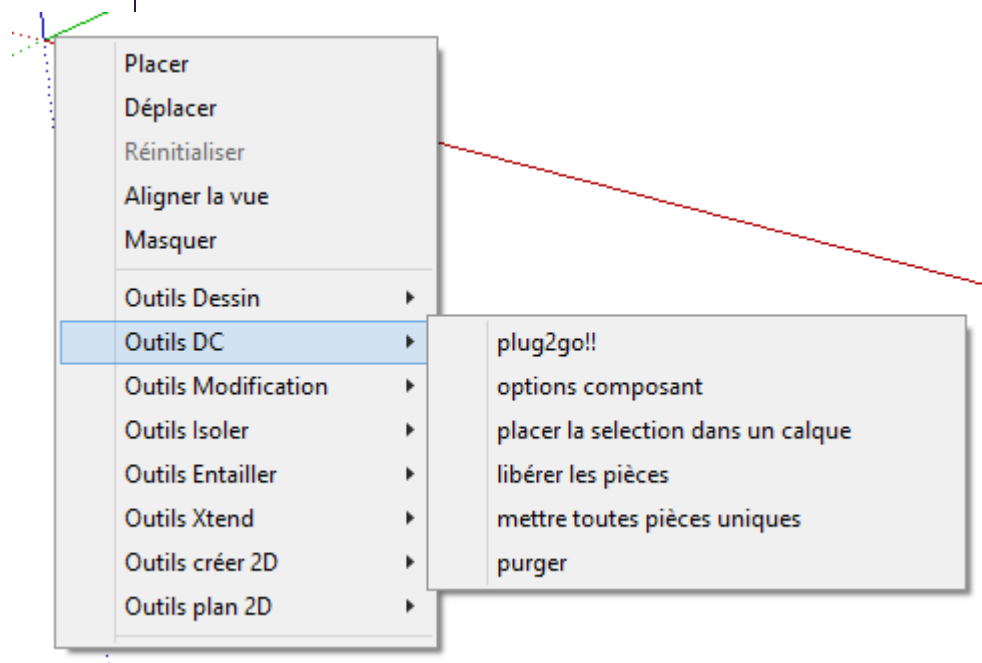 Placer
Déplacer
Réinitialiser
Aligner la vue
Masquer
Outils Dessin
Outils DC
Outils Modification
Outils Isoler
Outils Entailler
Outils Xtend
Outils créer 2D
Outils plan 2D
plug2go!!
options composant
placer la selection dans un calque
libérer les pièces
mettre toutes pièces uniques
purger